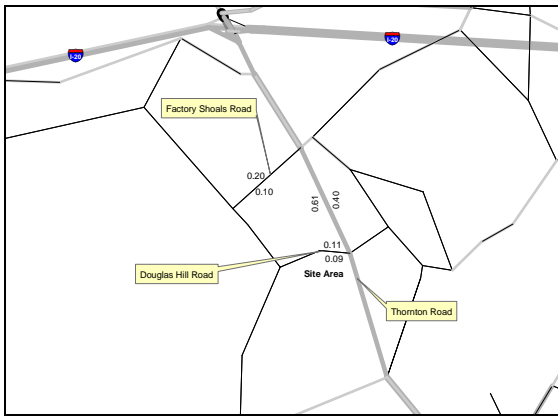 I-20
I-20
Factory Shoals Road
0.20
0.10
0.61
0.40
0.11
0.09
Douglas Hill Road
Site Area
Thornton Road